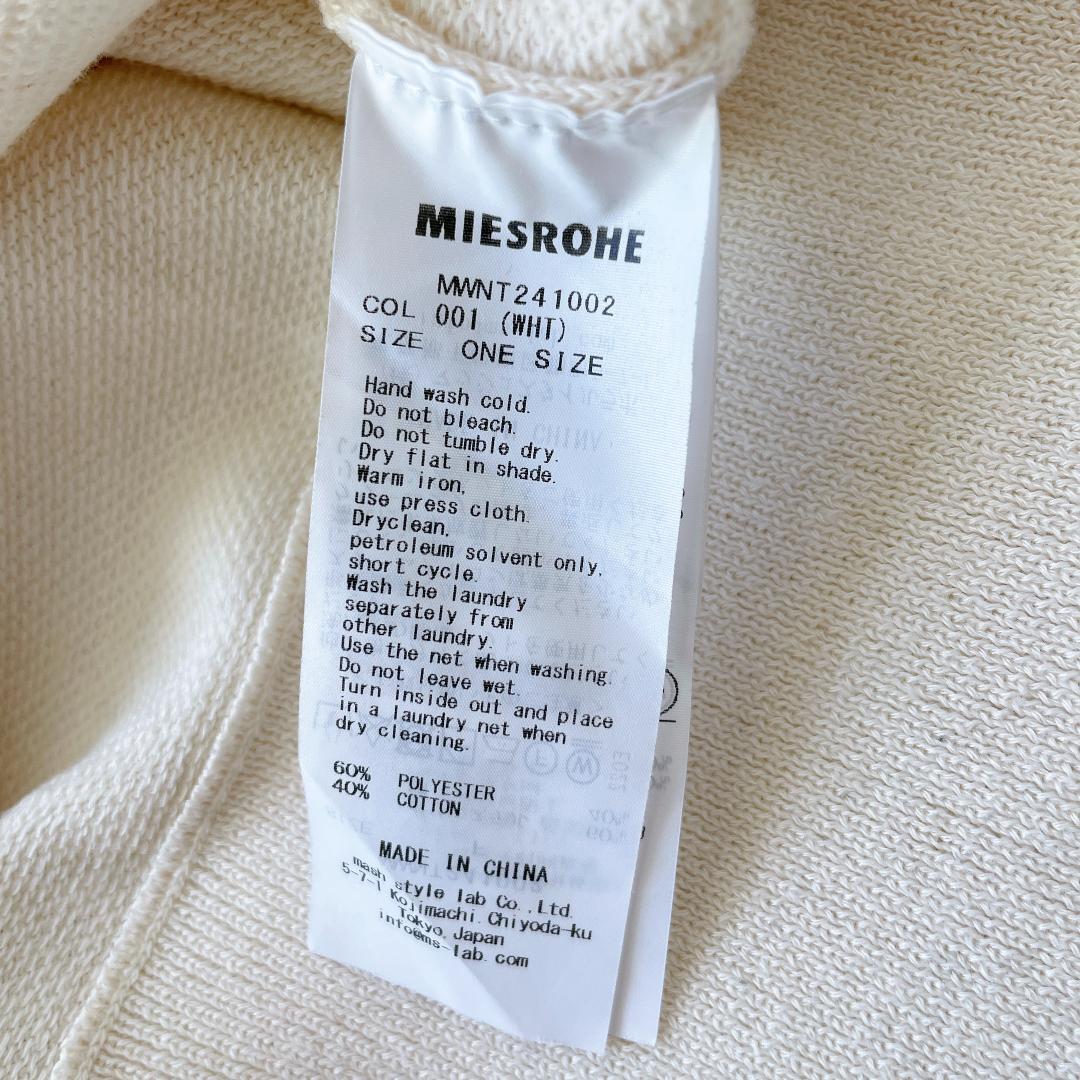 MIESROHE
MWNT241002
COL 001 (WHT)
SIZE ONE SIZE
Hand wash cold.
Do not bleach.
Do not tumble dry.
Dry flat in shade.
Warm iron,
use press cloth.
Dryclean,
petroleum solvent only,
short cycle.
Wash the laundry
separately from
other laundry.
Use the net when washing.
Do not leave wet.
Turn inside out and place
in a laundry net when
dry cleaning.
60% POLYESTER
40% COTTON
MADE IN CHINA
mash style lab Co.,Ltd.
5-7-1 Kojimachi.Chiyoda-ku
Tokyo,Japan
info@ms-lab.com